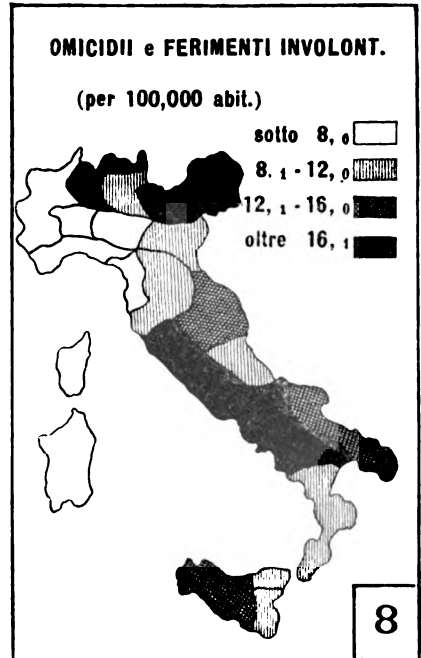 OMICIDII e FERIMENTI INVOLONT.
(per 100,000 abit.)
sotto 8, 0
8, 1 - 12, 0
12, 1 - 16, 0
oltre 16, 1
8